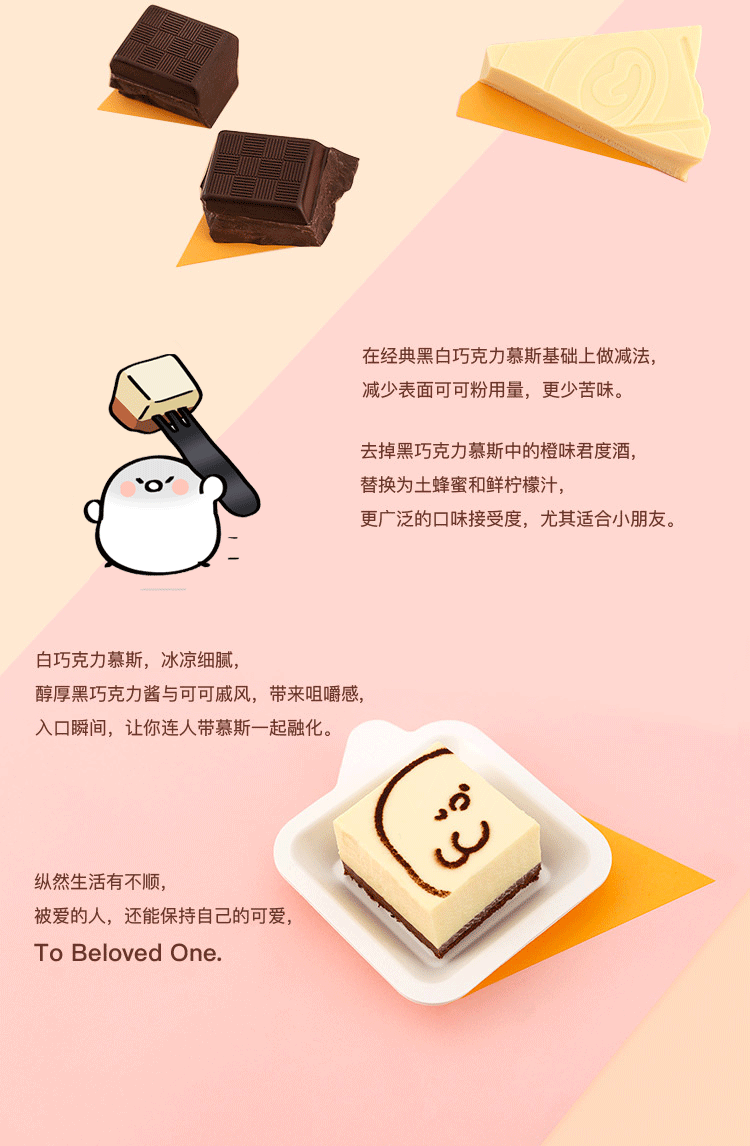 在经典黑白巧克力慕斯基础上做减法，
减少表面可可粉用量，更少苦味。
去掉黑巧克力慕斯中的橙味君度酒，
替换为土蜂蜜和鲜柠檬汁，
更广泛的口味接受度，尤其适合小朋友。
白巧克力慕斯，冰凉细腻，
醇厚黑巧克力酱与可可戚风，带来咀嚼感，
入口瞬间，让你连人带慕斯一起融化。
纵然生活有不顺，
被爱的人，还能保持自己的可爱，
To Beloved One.